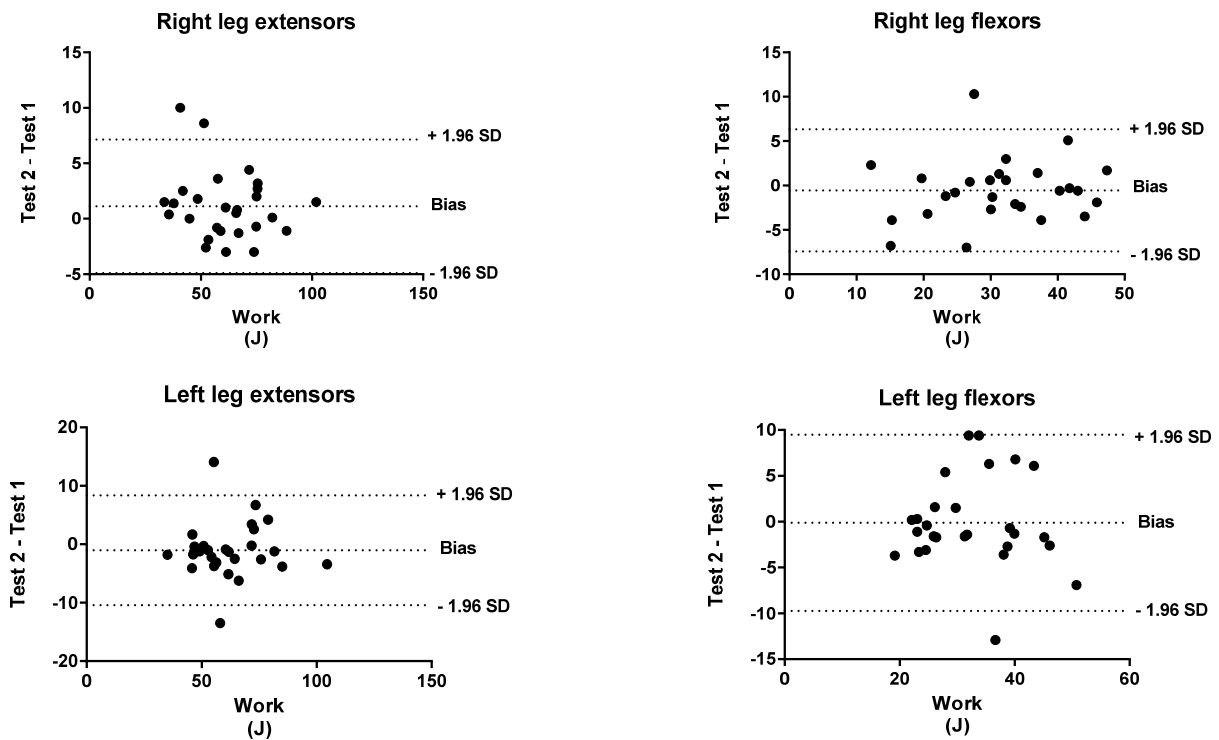 Right leg extensors
15
10
5
0
-5
Test 2 - Test 1
+ 1.96 SD
Bias
- 1.96 SD
0
50
100
150
Work
(J)
Right leg flexors
15
10
5
0
-5
-10
Test 2 - Test 1
+ 1.96 SD
Bias
- 1.96 SD
0
10
20
30
40
50
Work
(J)
Left leg extensors
20
10
0
-10
-20
Test 2 - Test 1
+ 1.96 SD
Bias
- 1.96 SD
0
50
100
150
Work
(J)
Left leg flexors
10
5
0
-5
-10
-15
Test 2 - Test 1
+ 1.96 SD
Bias
- 1.96 SD
0
20
40
60
Work
(J)